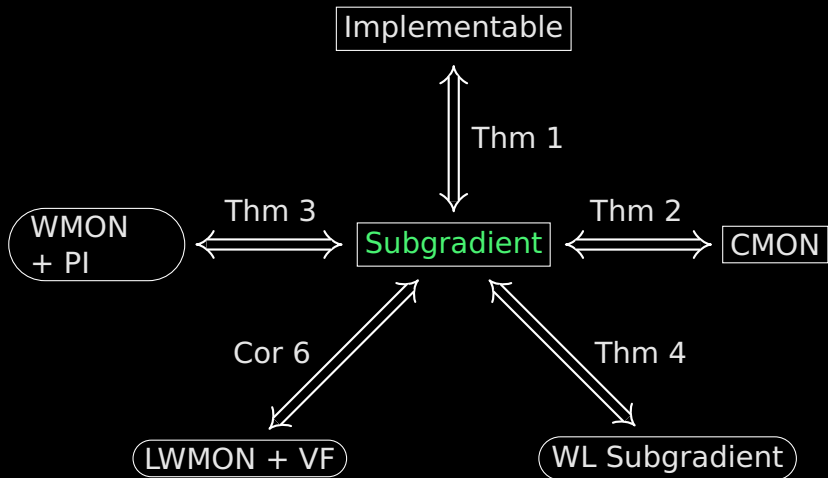 Implementable
Thm 1
Thm 3
Thm 2
WMON
+ PI
Subgradient
CMON
Cor 6
Thm 4
LWMON + VF
WL Subgradient